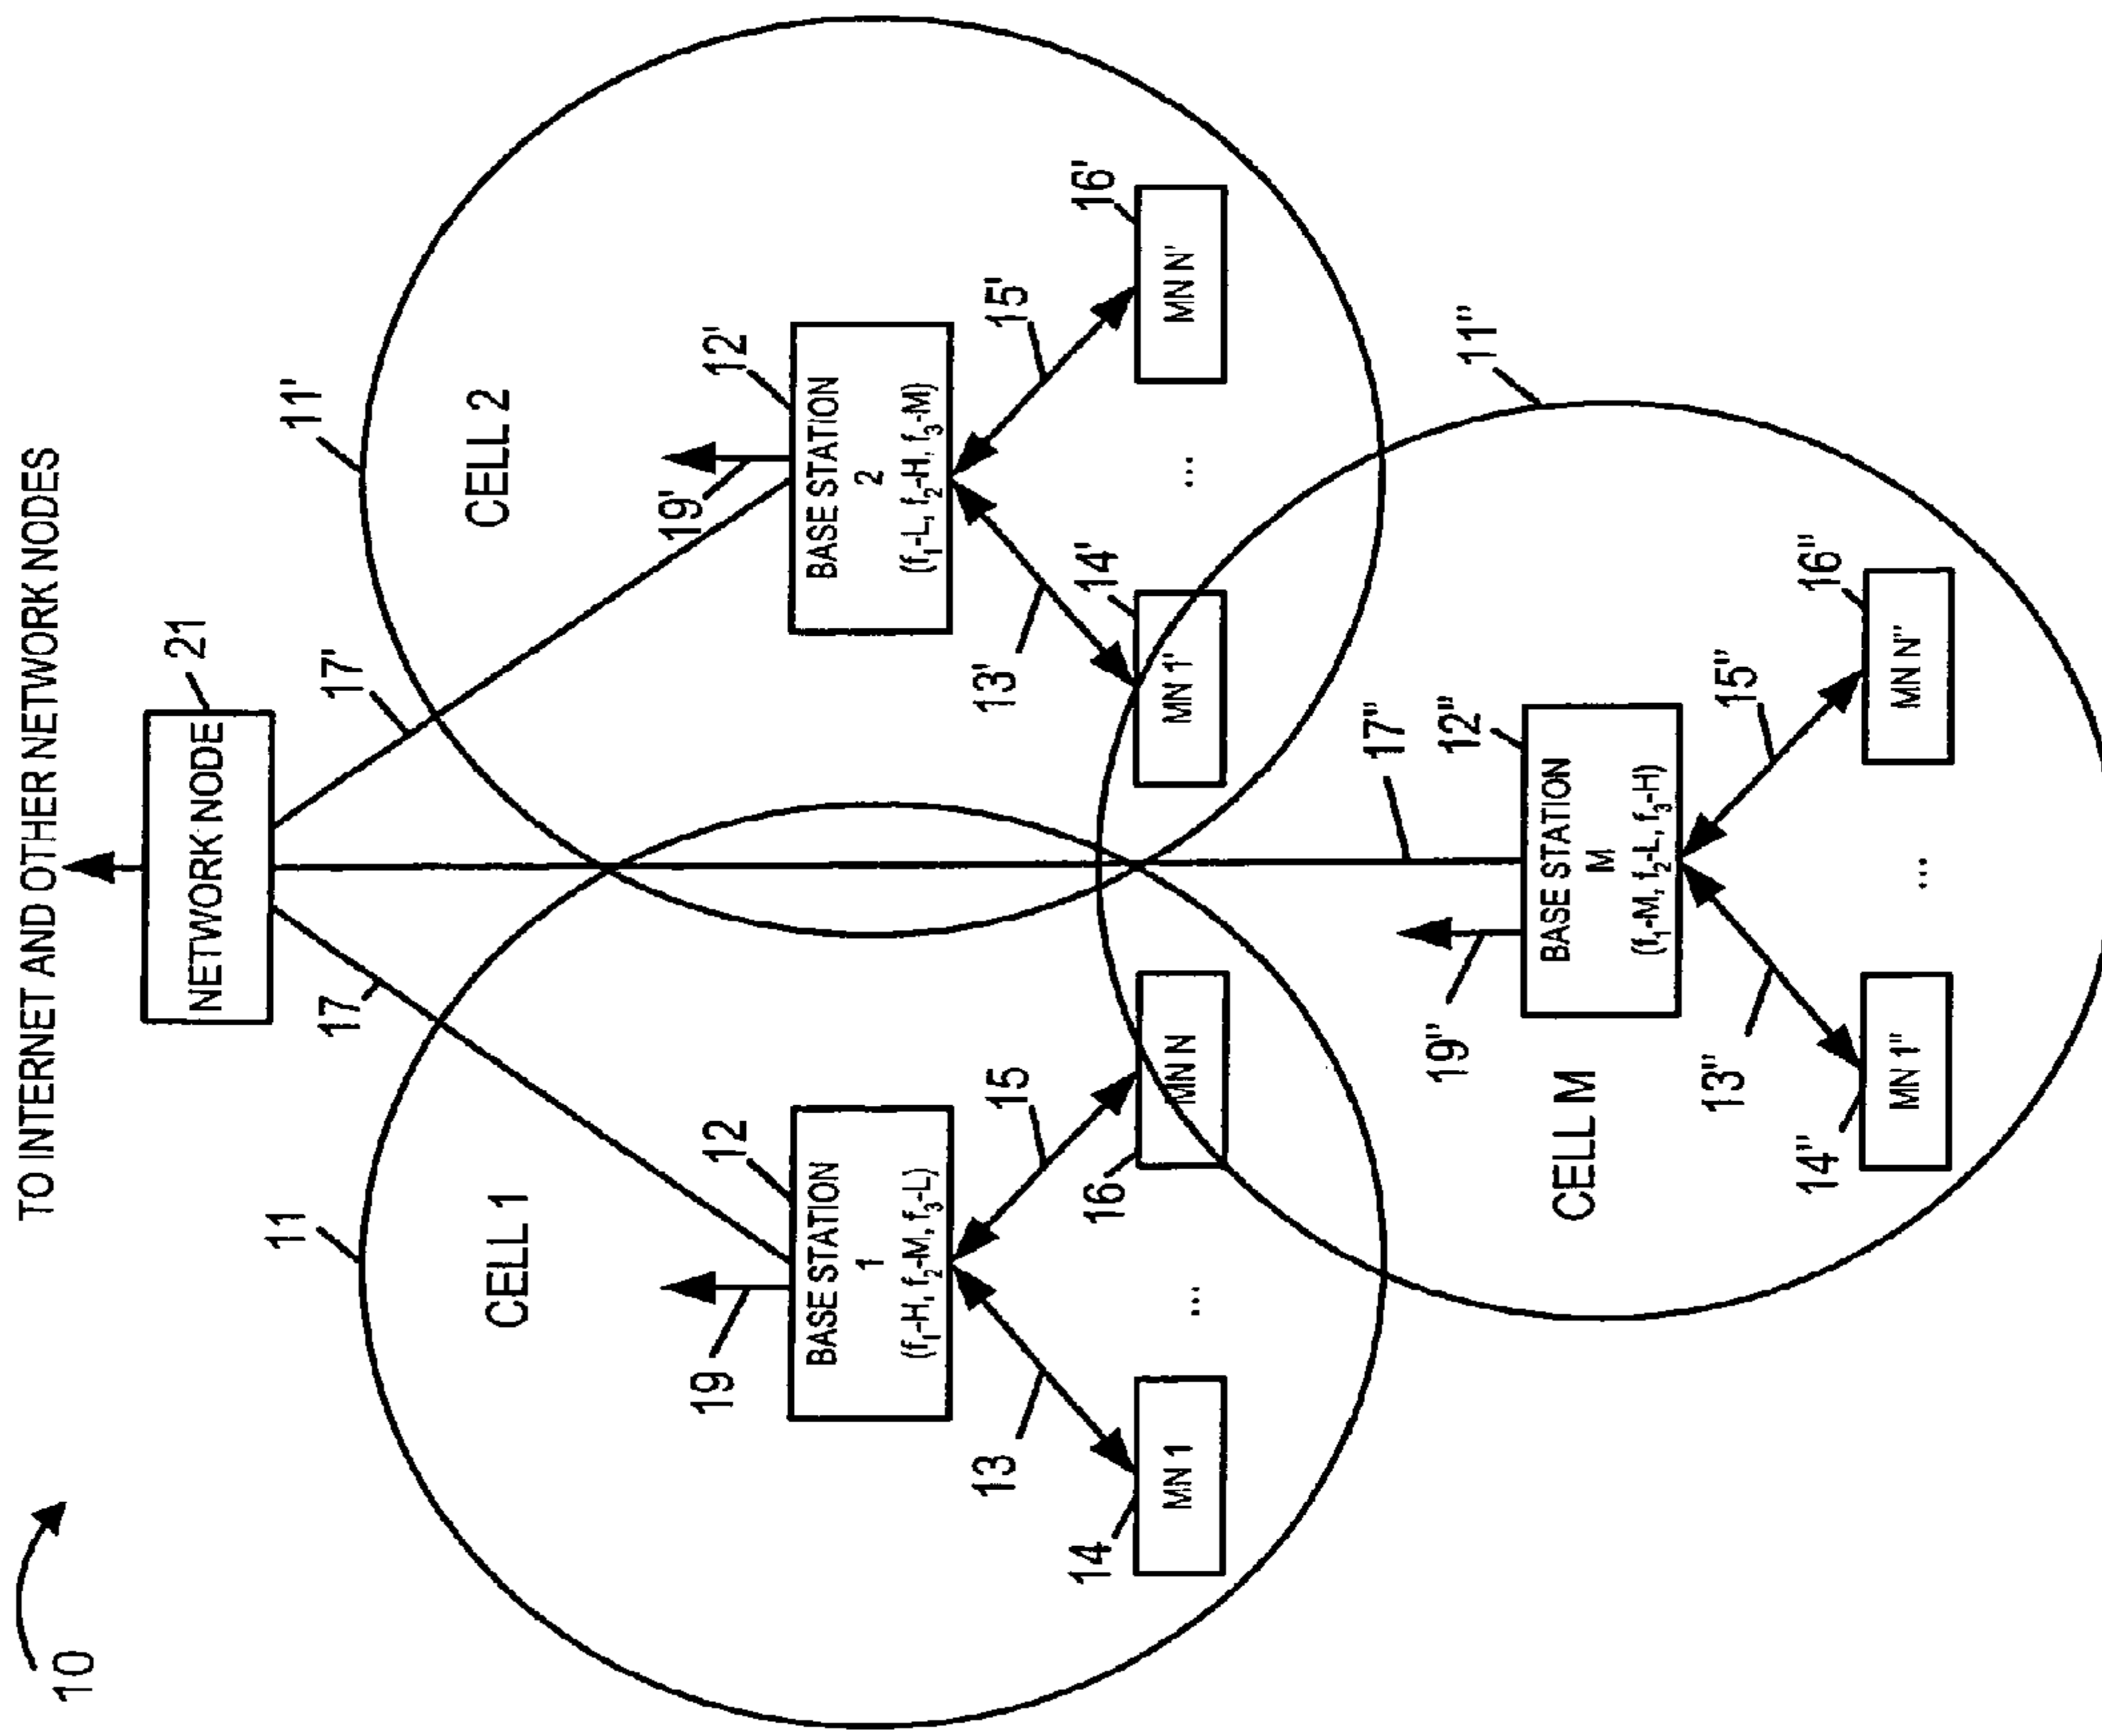 10
TO INTERNET AND OTHER NETWORK NODES
NETWORK NODE
21
17
17'
17"
11
CELL 1
19
12
BASE STATION
1
(f₁-H, f₂-M, f₃-L)
13
15
14
MN 1
...
16
MN N
11'
CELL 2
19'
12'
BASE STATION
2
(f₁-L, f₂-H, f₃-M)
13'
15'
14'
MN 1'
...
16'
MN N'
11"
CELL M
19"
12"
BASE STATION
M
(f₁-M, f₂-L, f₃-H)
13"
15"
14"
MN 1"
...
16"
MN N"